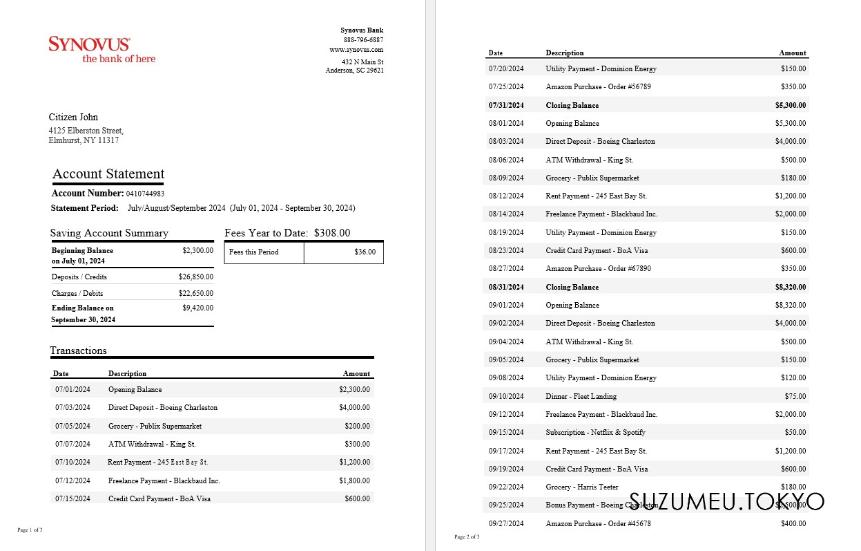 SYNOVUS®
the bank of here
Synovus Bank
888-796-6887
www.synovus.com
432 N Main St
Anderson, SC 29621
Citizen John
4125 Elberston Street,
Elmhurst, NY 11317
Account Statement
Account Number: 0410744983
Statement Period: July/August/September 2024 (July 01, 2024 - September 30, 2024)
Saving Account Summary
Beginning Balance $2,300.00
on July 01, 2024
Deposits / Credits $26,850.00
Charges / Debits $22,650.00
Ending Balance on $9,420.00
September 30, 2024
Fees Year to Date: $308.00
Fees this Period $36.00
Transactions
Date Description Amount
07/01/2024 Opening Balance $2,300.00
07/03/2024 Direct Deposit - Boeing Charleston $4,000.00
07/05/2024 Grocery - Publix Supermarket $200.00
07/07/2024 ATM Withdrawal - King St. $300.00
07/10/2024 Rent Payment - 245 East Bay St. $1,200.00
07/12/2024 Freelance Payment - Blackbaud Inc. $1,800.00
07/15/2024 Credit Card Payment - BoA Visa $600.00
Page 1 of 3
Date Description Amount
07/20/2024 Utility Payment - Dominion Energy $150.00
07/25/2024 Amazon Purchase - Order #56789 $350.00
07/31/2024 Closing Balance $5,300.00
08/01/2024 Opening Balance $5,300.00
08/03/2024 Direct Deposit - Boeing Charleston $4,000.00
08/06/2024 ATM Withdrawal - King St. $500.00
08/09/2024 Grocery - Publix Supermarket $180.00
08/12/2024 Rent Payment - 245 East Bay St. $1,200.00
08/14/2024 Freelance Payment - Blackbaud Inc. $2,000.00
08/19/2024 Utility Payment - Dominion Energy $150.00
08/23/2024 Credit Card Payment - BoA Visa $600.00
08/27/2024 Amazon Purchase - Order #67890 $350.00
08/31/2024 Closing Balance $8,320.00
09/01/2024 Opening Balance $8,320.00
09/02/2024 Direct Deposit - Boeing Charleston $4,000.00
09/04/2024 ATM Withdrawal - King St. $500.00
09/05/2024 Grocery - Publix Supermarket $150.00
09/08/2024 Utility Payment - Dominion Energy $120.00
09/10/2024 Dinner - Fleet Landing $75.00
09/12/2024 Freelance Payment - Blackbaud Inc. $2,000.00
09/15/2024 Subscription - Netflix & Spotify $50.00
09/17/2024 Rent Payment - 245 East Bay St. $1,200.00
09/19/2024 Credit Card Payment - BoA Visa $600.00
09/22/2024 Grocery - Harris Teeter $180.00
09/25/2024 Bonus Payment - Boeing Charleston
SUZUMEU.TOKYO
09/27/2024 Amazon Purchase - Order #45678 $400.00
Page 2 of 3